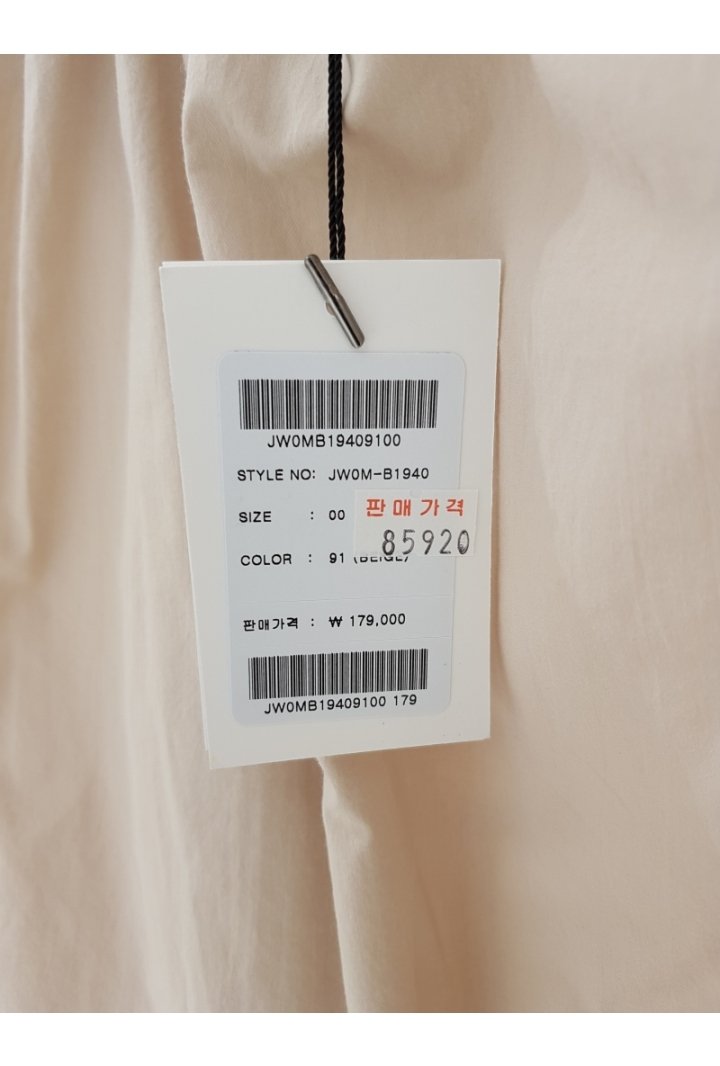 JW0MB19409100
STYLE NO: JW0M-B1940
SIZE : 00
판매가격
85920
COLOR : 91 (BEIGE)
판매가격 : ₩ 179,000
JW0MB19409100 179